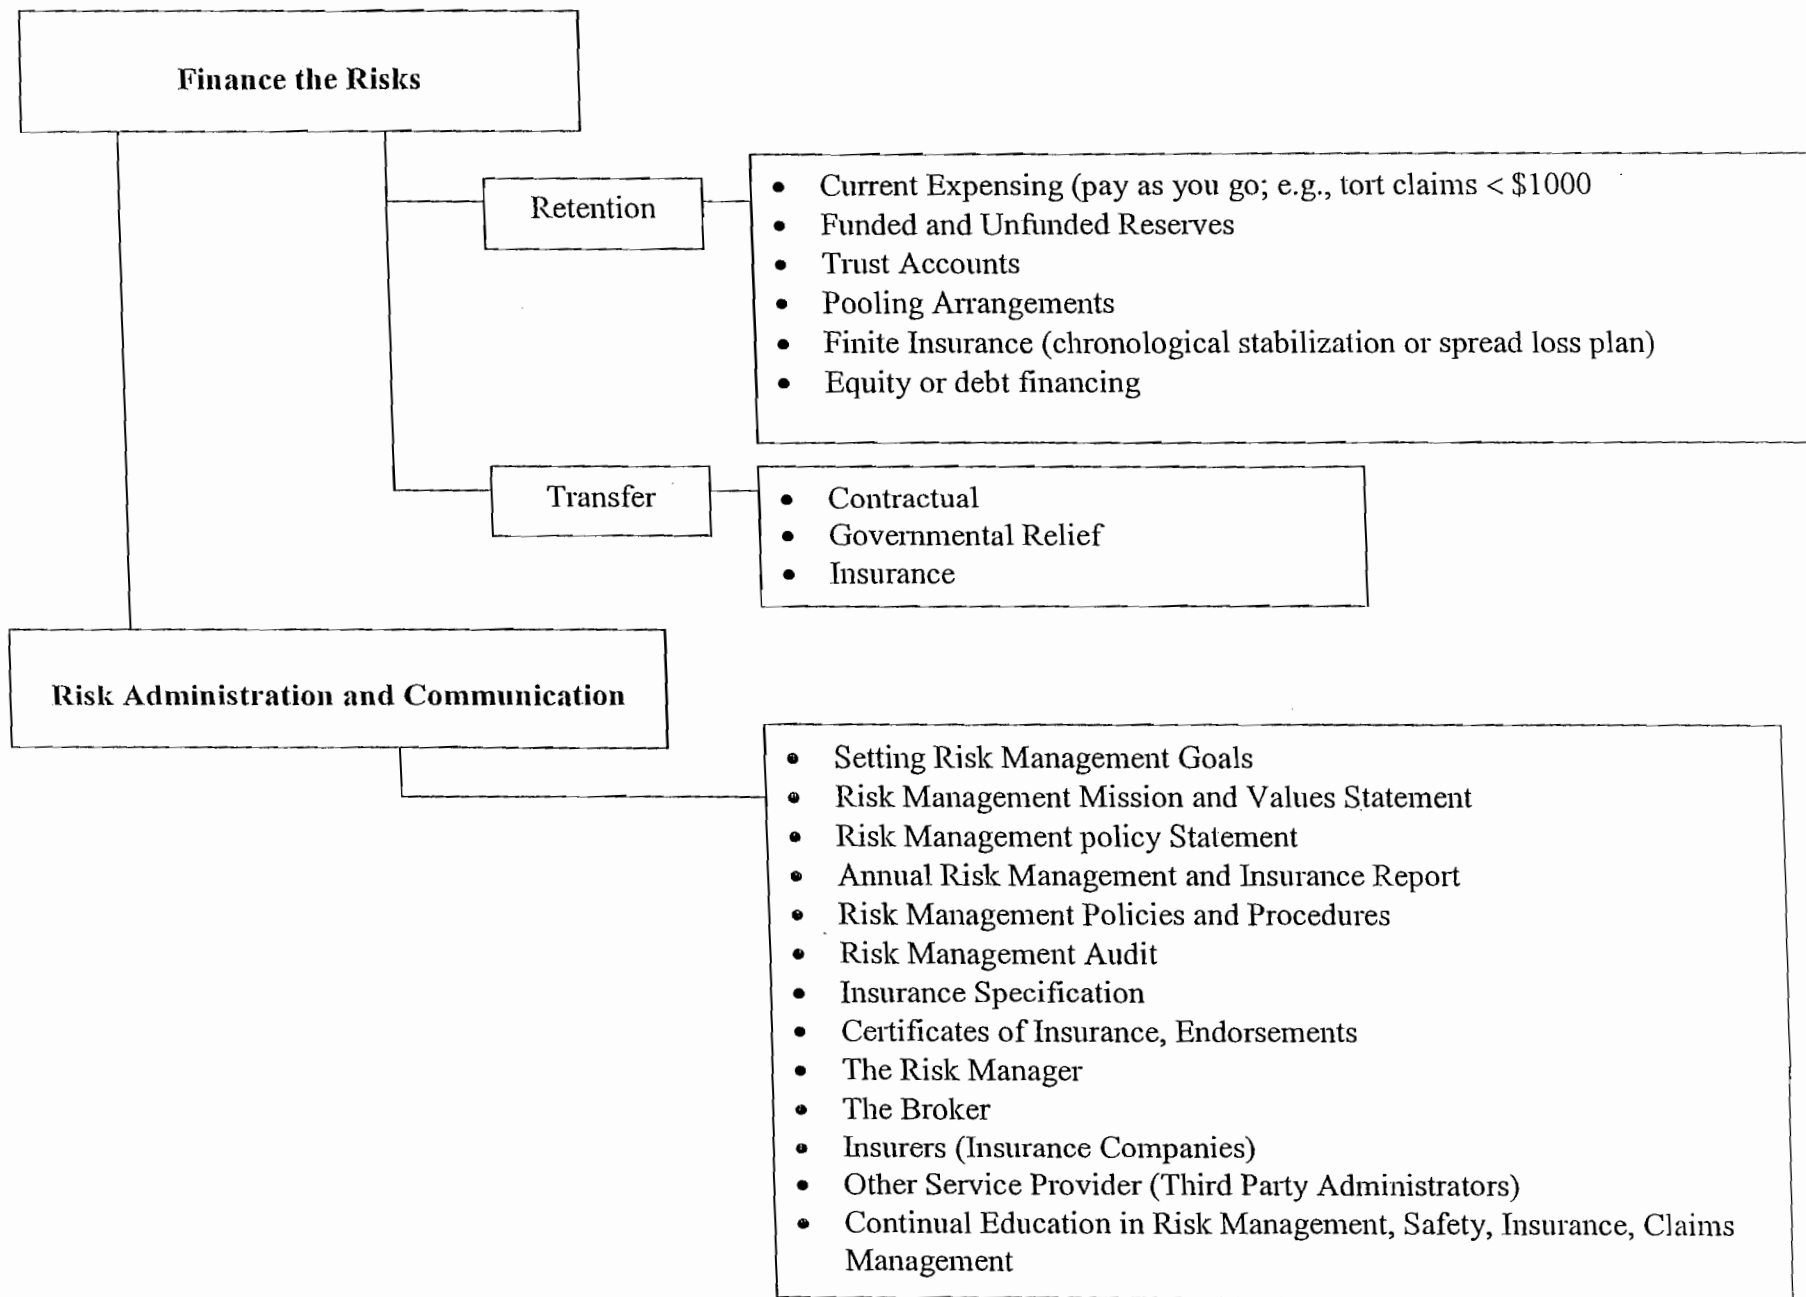 Finance the Risks
Retention
• Current Expensing (pay as you go; e.g., tort claims < $1000
• Funded and Unfunded Reserves
• Trust Accounts
• Pooling Arrangements
• Finite Insurance (chronological stabilization or spread loss plan)
• Equity or debt financing
Transfer
• Contractual
• Governmental Relief
• Insurance
Risk Administration and Communication
• Setting Risk Management Goals
• Risk Management Mission and Values Statement
• Risk Management policy Statement
• Annual Risk Management and Insurance Report
• Risk Management Policies and Procedures
• Risk Management Audit
• Insurance Specification
• Certificates of Insurance, Endorsements
• The Risk Manager
• The Broker
• Insurers (Insurance Companies)
• Other Service Provider (Third Party Administrators)
• Continual Education in Risk Management, Safety, Insurance, Claims
Management